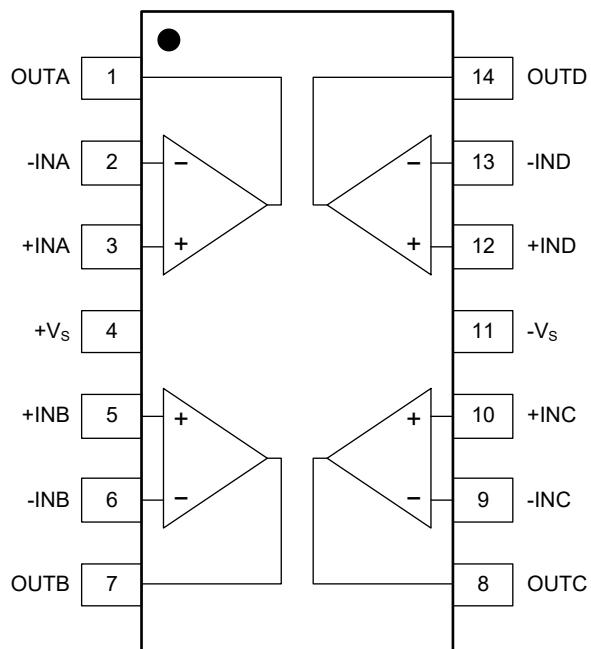 OUTA 1 14 OUTD
-INA 2 − − 13 -IND
+INA 3 + + 12 +IND
+VS 4 11 -VS
+INB 5 + + 10 +INC
-INB 6 − − 9 -INC
OUTB 7 8 OUTC